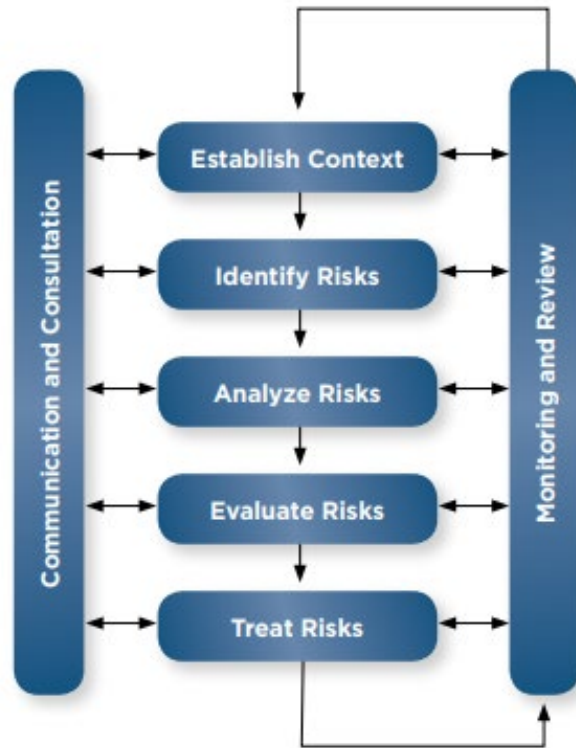 Establish Context
Identify Risks
Analyze Risks
Evaluate Risks
Treat Risks
Communication and Consultation
Monitoring and Review